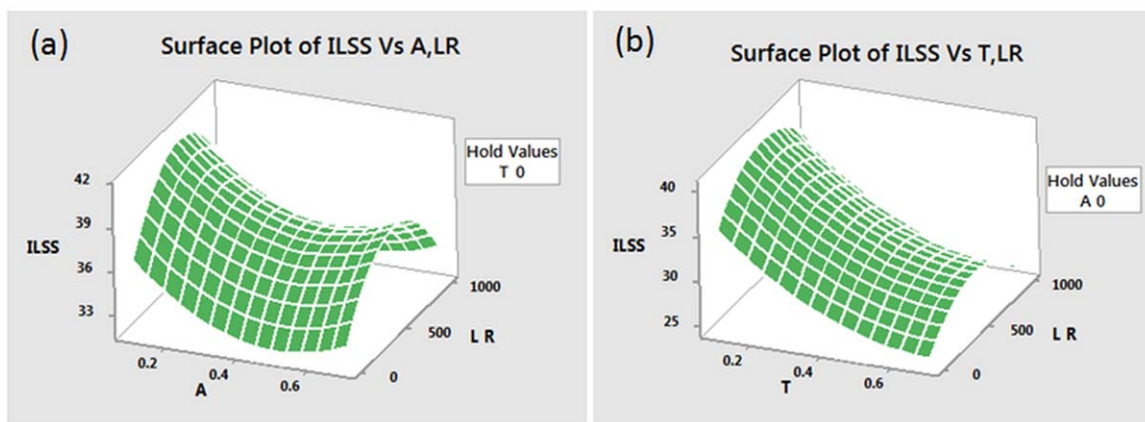 (a)
Surface Plot of ILSS Vs A,LR
Hold Values
T 0
42
39
36
33
ILSS
0.2
0.4
0.6
A
0
500
1000
L R
(b)
Surface Plot of ILSS Vs T,LR
Hold Values
A 0
40
35
30
25
ILSS
0.2
0.4
0.6
T
0
500
1000
L R